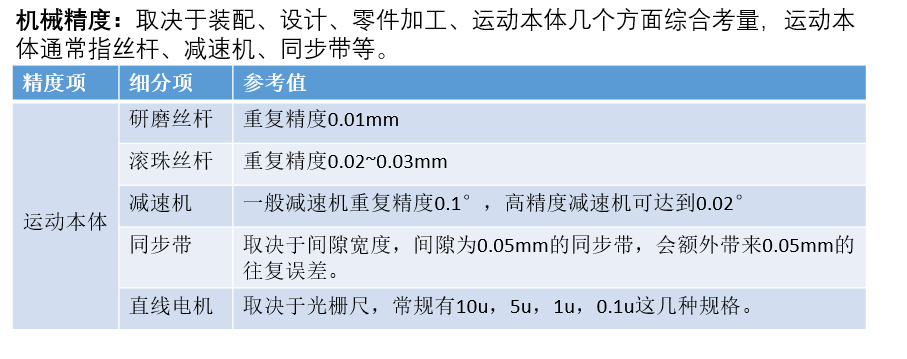 机械精度：取决于装配、设计、零件加工、运动本体几个方面综合考量，运动本
体通常指丝杆、减速机、同步带等。
精度项 细分项 参考值
运动本体
研磨丝杆 重复精度0.01mm
滚珠丝杆 重复精度0.02~0.03mm
减速机 一般减速机重复精度0.1°，高精度减速机可达到0.02°
同步带 取决于间隙宽度，间隙为0.05mm的同步带，会额外带来0.05mm的
往复误差。
直线电机 取决于光栅尺，常规有10u，5u，1u，0.1u这几种规格。